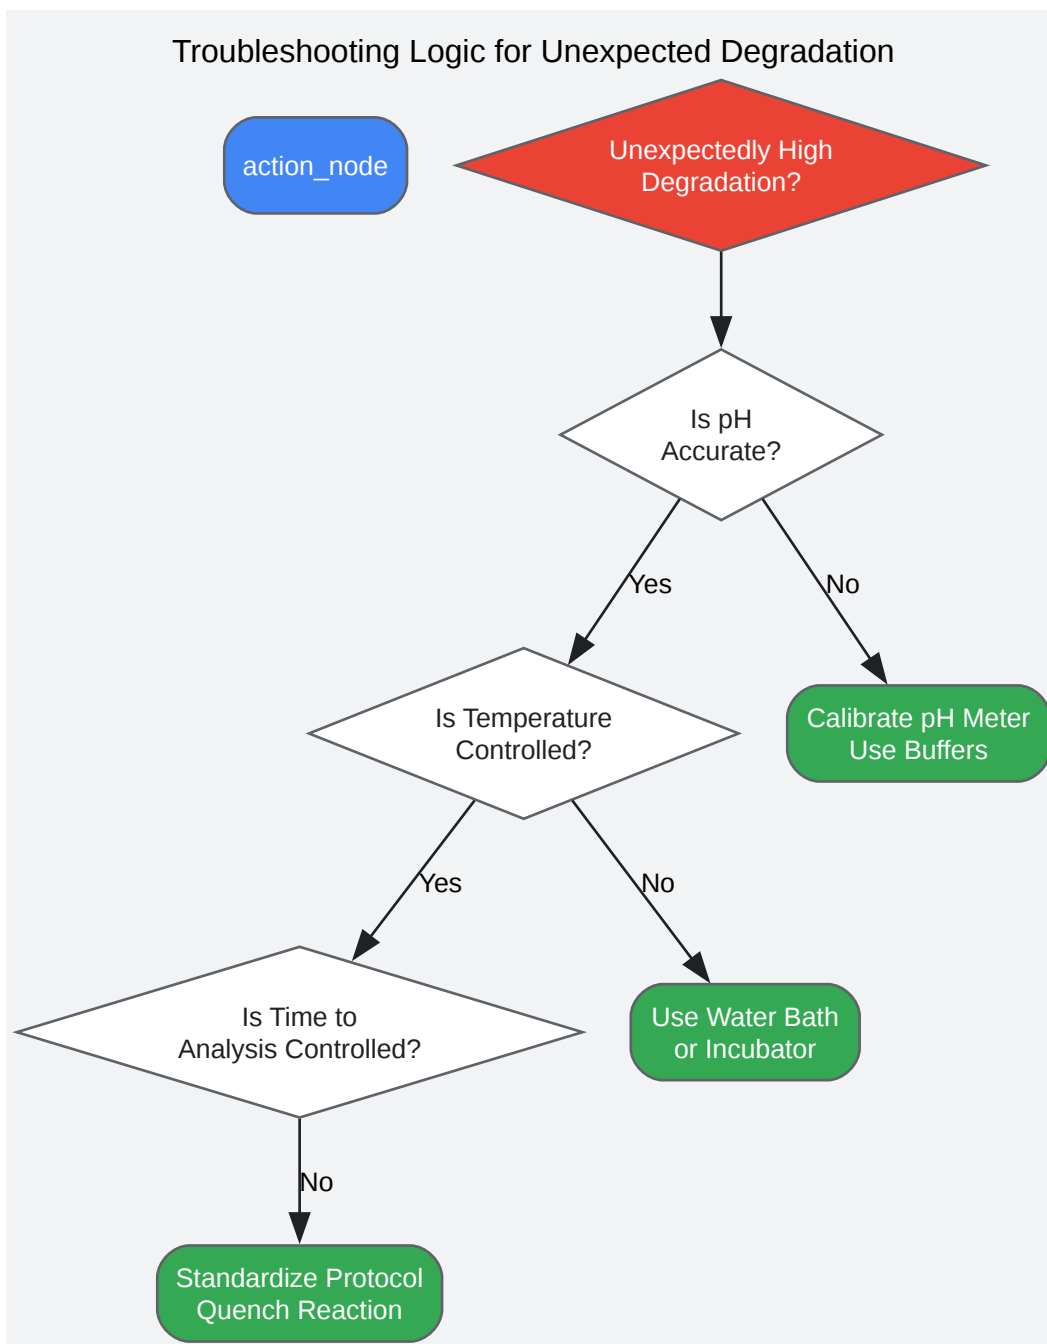 Troubleshooting Logic for Unexpected Degradation
action_node
Unexpectedly High
Degradation?
Is pH
Accurate?
Yes
No
Is Temperature
Controlled?
Calibrate pH Meter
Use Buffers
Yes
No
Is Time to
Analysis Controlled?
Use Water Bath
or Incubator
No
Standardize Protocol
Quench Reaction